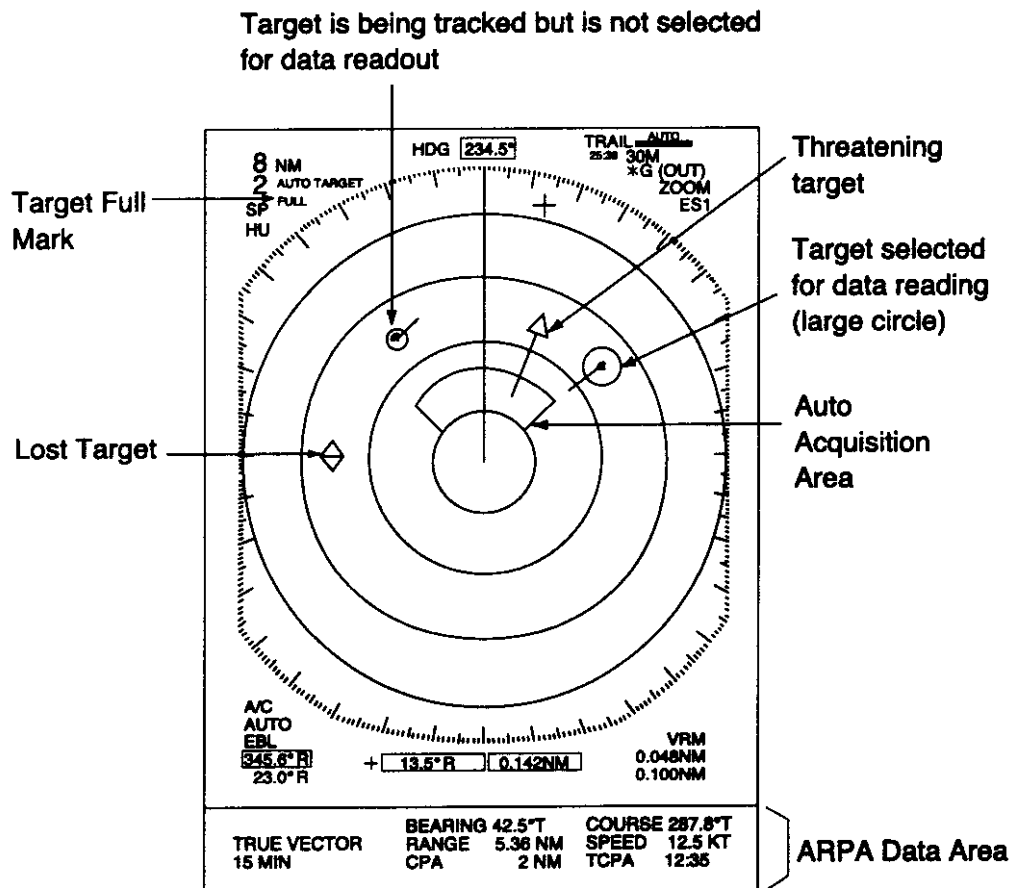 Target is being tracked but is not selected
for data readout
HDG 234.5°
TRAIL AUTO
25:36 30M
*G (OUT)
ZOOM
ES1
8 NM
2 AUTO TARGET
FULL
SP
HU
Target Full
Mark
Threatening
target
Target selected
for data reading
(large circle)
Auto
Acquisition
Area
Lost Target
A/C
AUTO
EBL
345.6° R
23.0° R
+ 13.5° R 0.142NM
VRM
0.048NM
0.100NM
TRUE VECTOR
15 MIN
BEARING 42.5°T
RANGE 5.36 NM
CPA 2 NM
COURSE 287.8°T
SPEED 12.5 KT
TCPA 12:35
ARPA Data Area